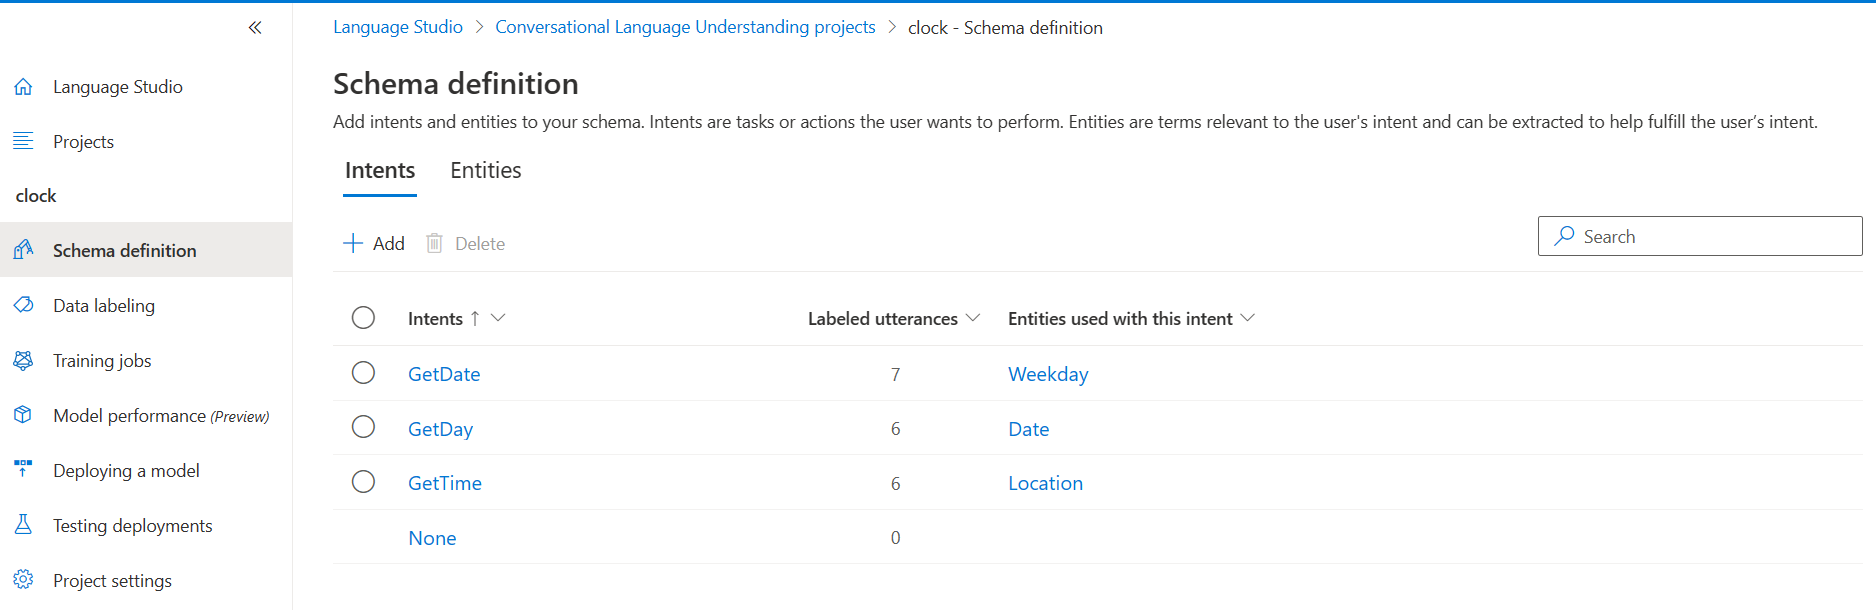 Language Studio > Conversational Language Understanding projects > clock - Schema definition
Language Studio
Projects
clock
Schema definition
Data labeling
Training jobs
Model performance (Preview)
Deploying a model
Testing deployments
Project settings
Schema definition
Add intents and entities to your schema. Intents are tasks or actions the user wants to perform. Entities are terms relevant to the user's intent and can be extracted to help fulfill the user’s intent.
Intents Entities
Add Delete Search
Intents ↑ Labeled utterances Entities used with this intent
GetDate 7 Weekday
GetDay 6 Date
GetTime 6 Location
None 0